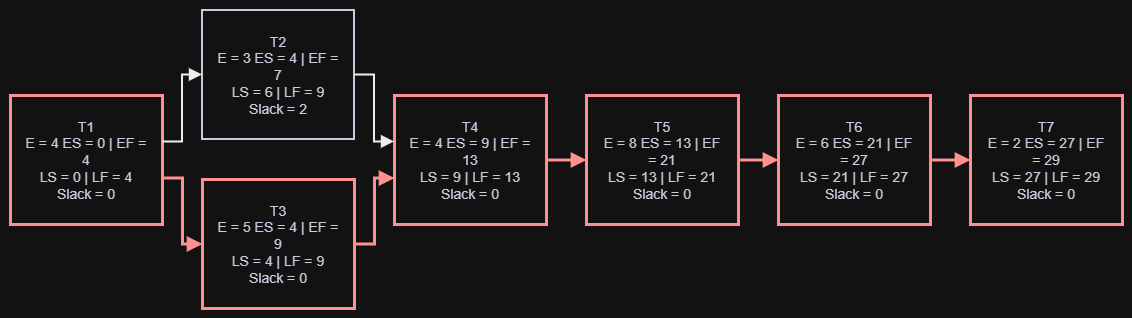 T1
E = 4 ES = 0 | EF =
4
LS = 0 | LF = 4
Slack = 0
T2
E = 3 ES = 4 | EF =
7
LS = 6 | LF = 9
Slack = 2
T3
E = 5 ES = 4 | EF =
9
LS = 4 | LF = 9
Slack = 0
T4
E = 4 ES = 9 | EF =
13
LS = 9 | LF = 13
Slack = 0
T5
E = 8 ES = 13 | EF
= 21
LS = 13 | LF = 21
Slack = 0
T6
E = 6 ES = 21 | EF
= 27
LS = 21 | LF = 27
Slack = 0
T7
E = 2 ES = 27 | EF
= 29
LS = 27 | LF = 29
Slack = 0